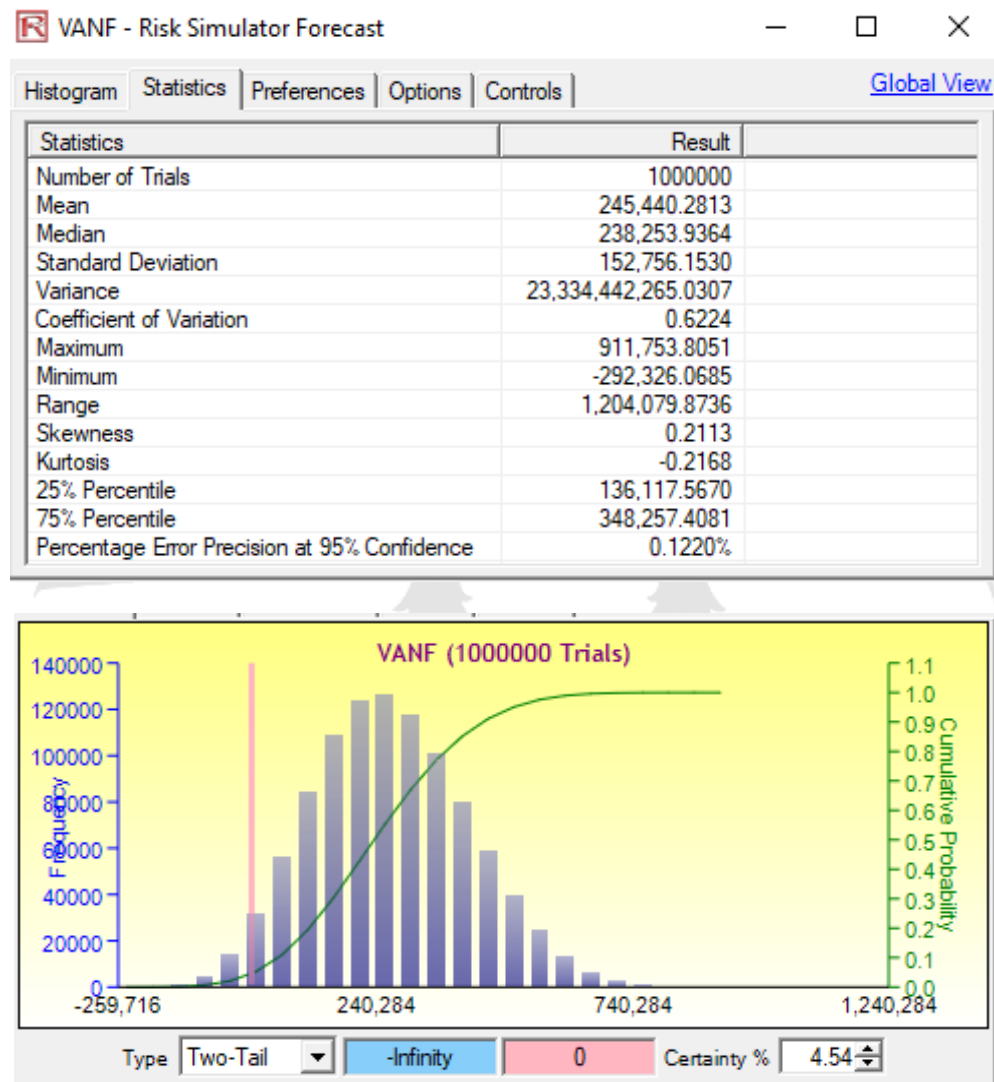 VANF - Risk Simulator Forecast
Histogram Statistics Preferences Options Controls Global View
Statistics Result
Number of Trials 1000000
Mean 245,440.2813
Median 238,253.9364
Standard Deviation 152,756.1530
Variance 23,334,442,265.0307
Coefficient of Variation 0.6224
Maximum 911,753.8051
Minimum -292,326.0685
Range 1,204,079.8736
Skewness 0.2113
Kurtosis -0.2168
25% Percentile 136,117.5670
75% Percentile 348,257.4081
Percentage Error Precision at 95% Confidence 0.1220%
VANF (1000000 Trials)
140000
120000
100000
80000
60000
40000
20000
0
Frequency
1.1
1.0
0.9
0.8
0.7
0.6
0.5
0.4
0.3
0.2
0.1
0.0
Cumulative Probability
-259,716 240,284 740,284 1,240,284
Type Two-Tail -Infinity 0 Certainty % 4.54